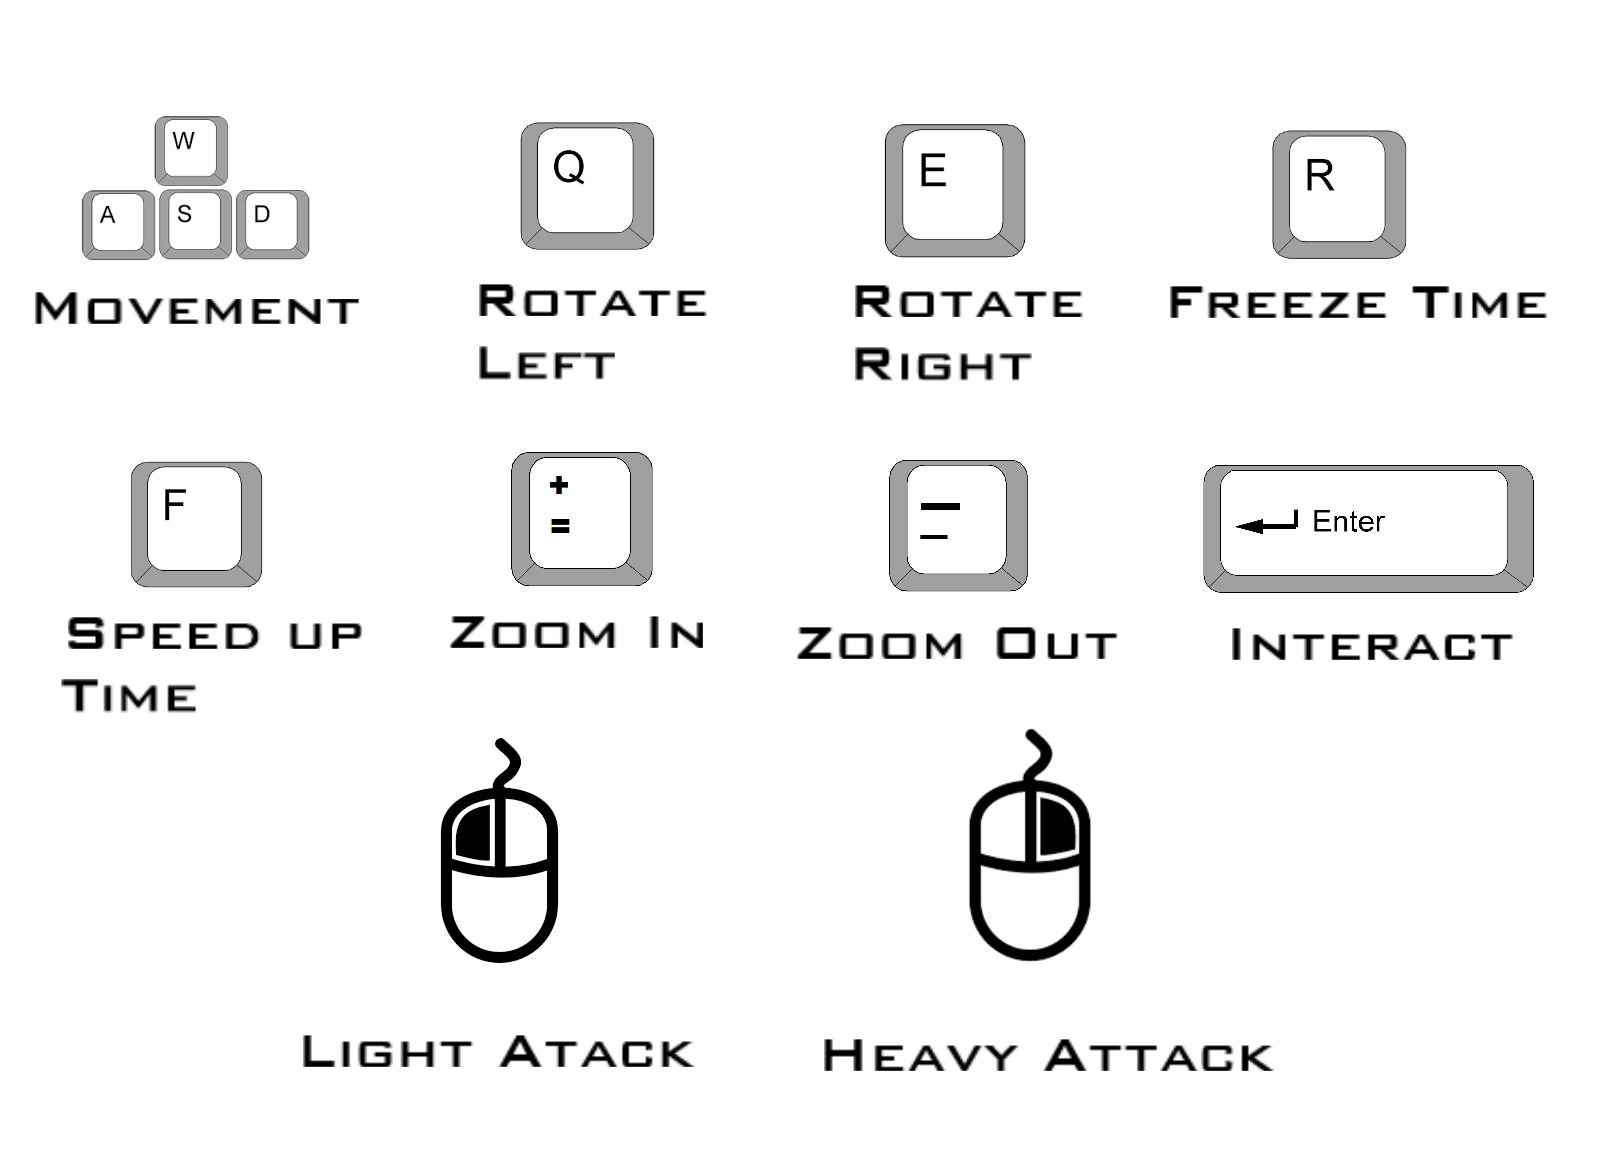 W
A S D
Q
E
R
MOVEMENT
ROTATE
LEFT
ROTATE
RIGHT
FREEZE TIME
F
+
=
—
–
Enter
SPEED UP
TIME
ZOOM IN
ZOOM OUT
INTERACT
LIGHT ATACK
HEAVY ATTACK